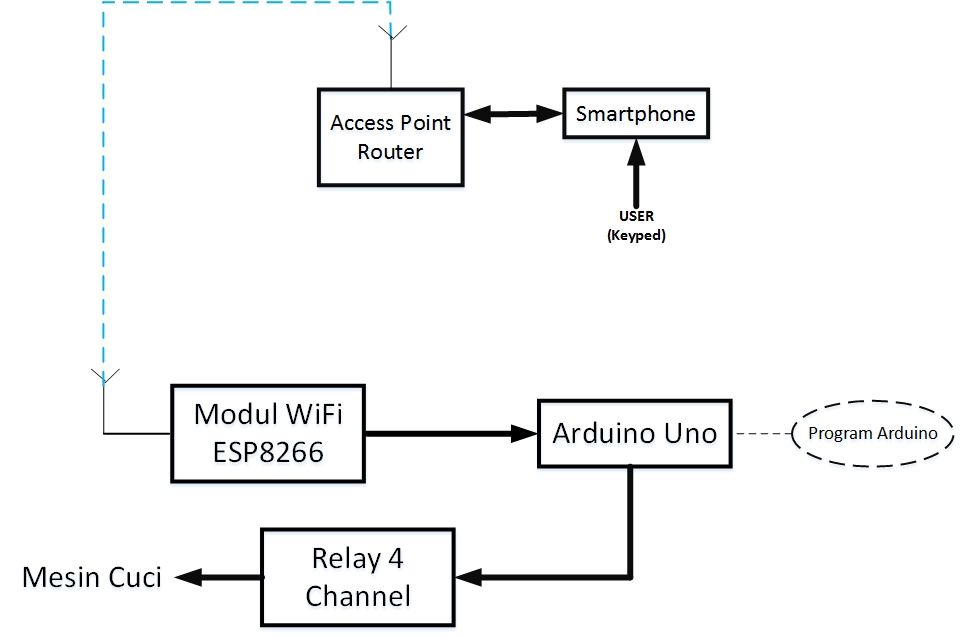 Access Point
Router
Smartphone
USER
(Keyped)
Modul WiFi
ESP8266
Arduino Uno
Program Arduino
Relay 4
Channel
Mesin Cuci